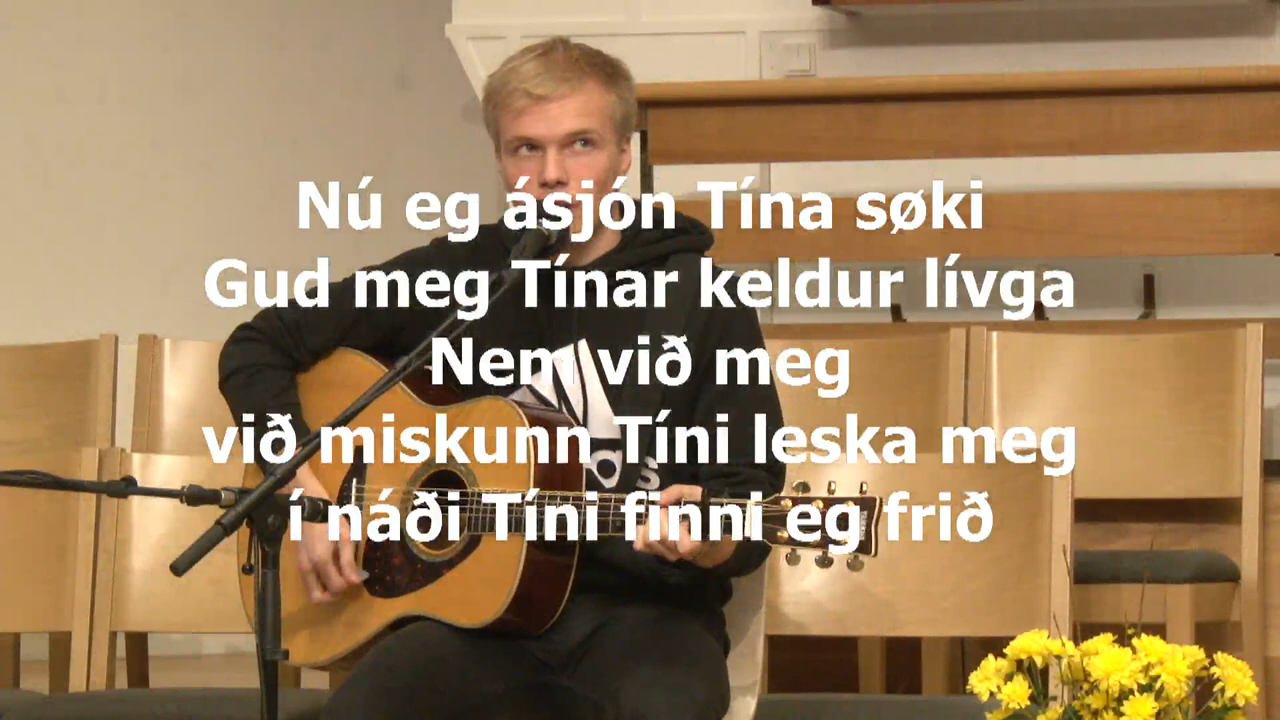 Nú eg ásjón Tína søki
Gud meg Tínar keldur lívga
Nem við meg
við miskunn Tíni leska meg
í náði Tíni finni eg frið